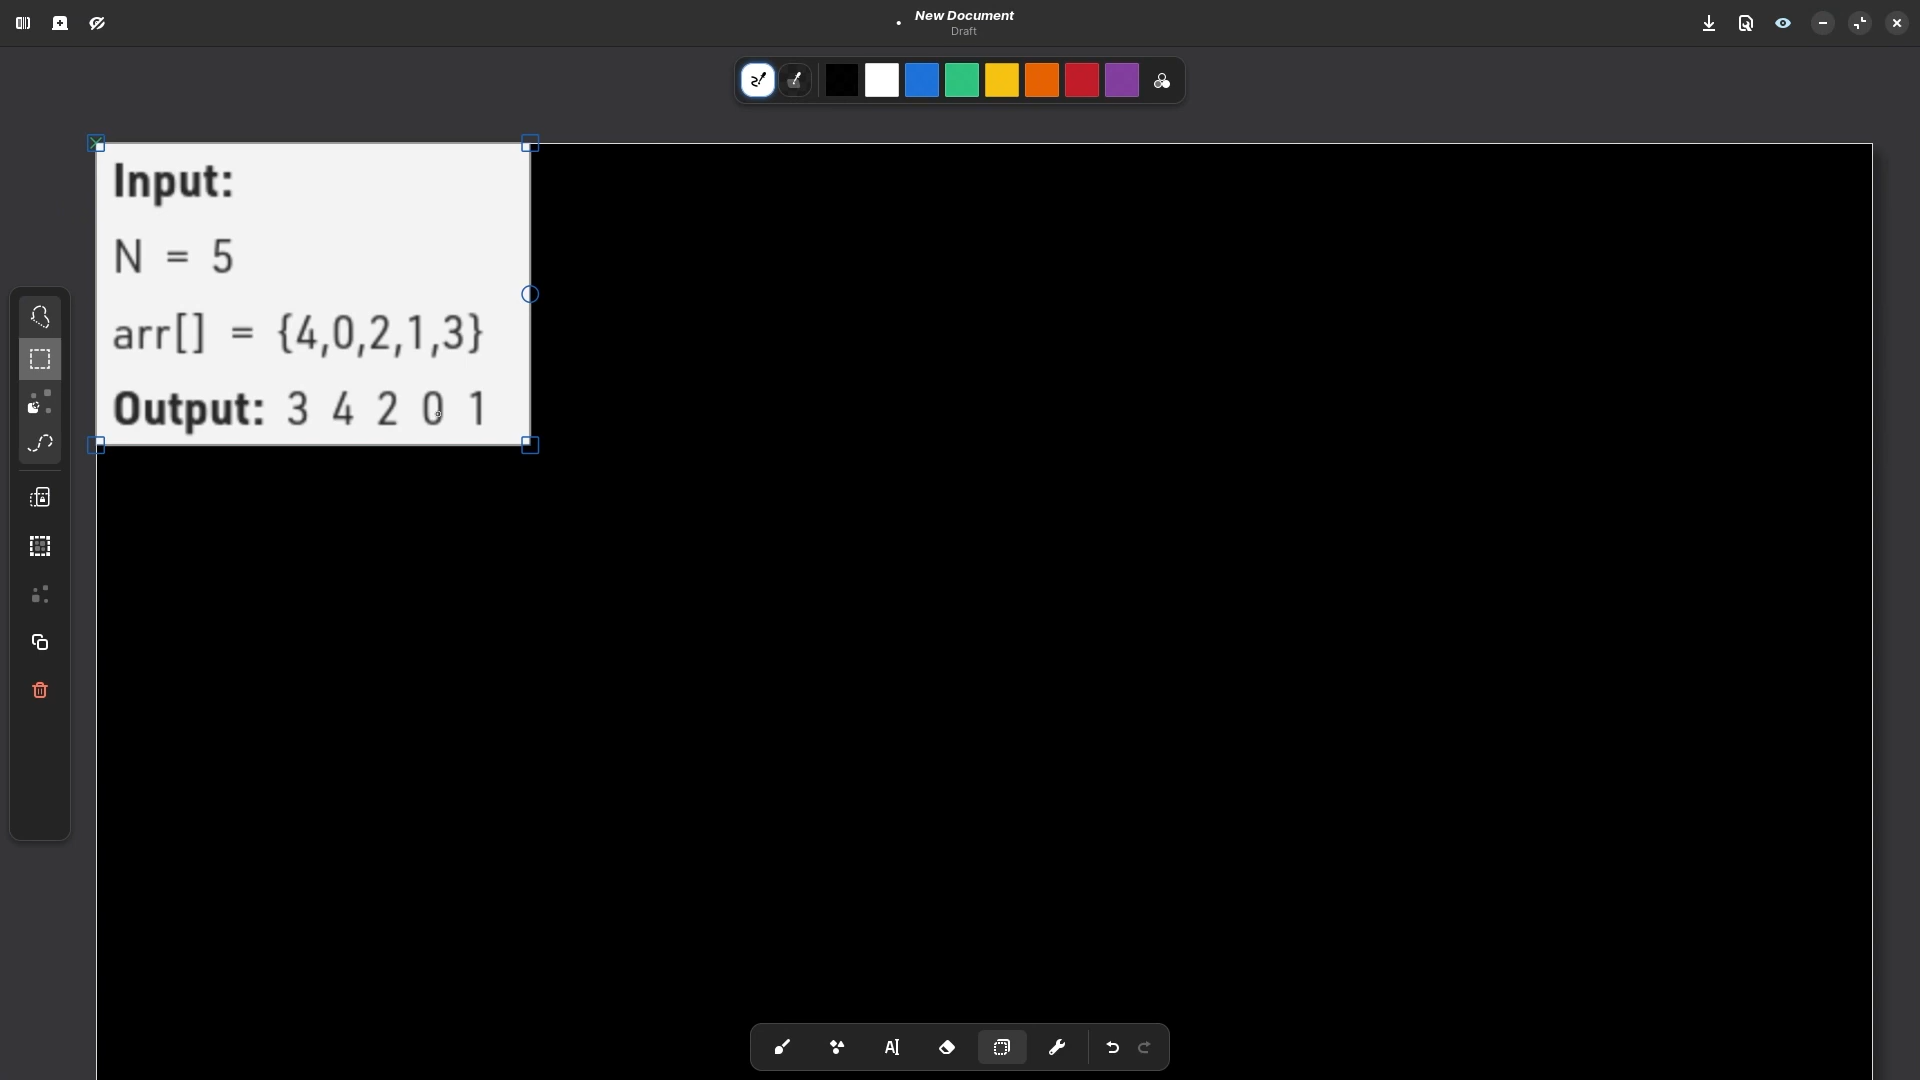 New Document
Draft
Input:
N = 5
arr[] = {4,0,2,1,3}
Output: 3 4 2 0 1